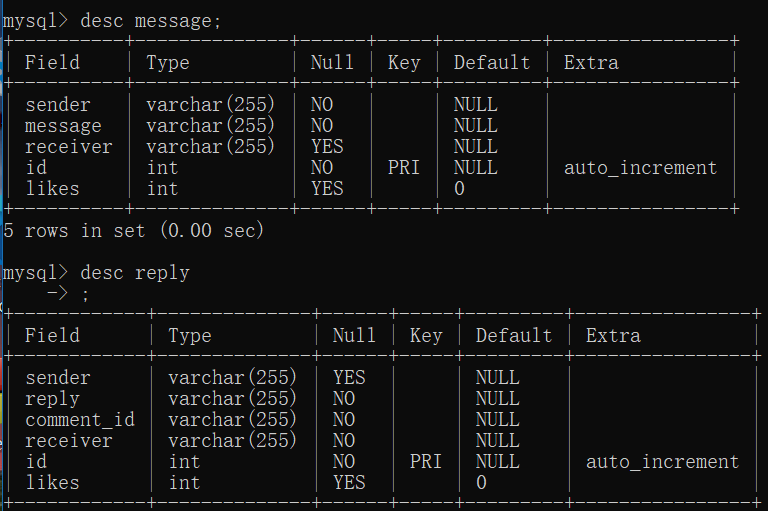 mysql> desc message;
+-----------+--------------+------+-----+---------+----------------+
| Field     | Type         | Null | Key | Default | Extra          |
+-----------+--------------+------+-----+---------+----------------+
| sender    | varchar(255) | NO   |     | NULL    |                |
| message   | varchar(255) | NO   |     | NULL    |                |
| receiver  | varchar(255) | YES  |     | NULL    |                |
| id        | int          | NO   | PRI | NULL    | auto_increment |
| likes     | int          | YES  |     | 0       |                |
+-----------+--------------+------+-----+---------+----------------+
5 rows in set (0.00 sec)
mysql> desc reply
    -> ;
+------------+--------------+------+-----+---------+----------------+
| Field      | Type         | Null | Key | Default | Extra          |
+------------+--------------+------+-----+---------+----------------+
| sender     | varchar(255) | YES  |     | NULL    |                |
| reply      | varchar(255) | NO   |     | NULL    |                |
| comment_id | varchar(255) | NO   |     | NULL    |                |
| receiver   | varchar(255) | NO   |     | NULL    |                |
| id         | int          | NO   | PRI | NULL    | auto_increment |
| likes      | int          | YES  |     | 0       |                |
+------------+--------------+------+-----+---------+----------------+